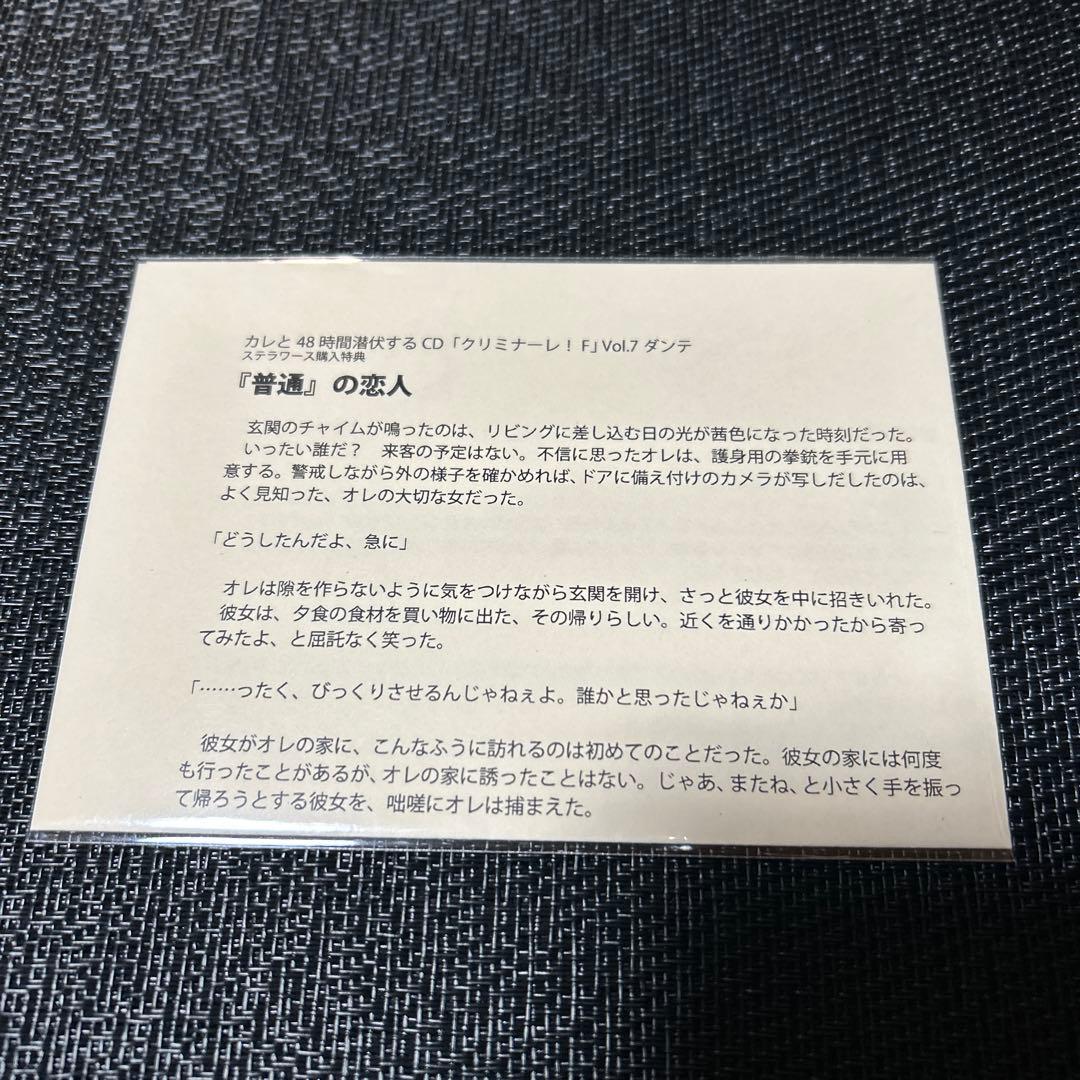 カレと 48 時間潜伏する CD「クリミナーレ！ F」Vol.7 ダンテ
ステラワース購入特典
『普通』の恋人
玄関のチャイムが鳴ったのは、リビングに差し込む日の光が茜色になった時刻だった。
いったい誰だ？　来客の予定はない。不信に思ったオレは、護身用の拳銃を手元に用
意する。警戒しながら外の様子を確かめれば、ドアに備え付けのカメラが写しだしたのは、
よく見知った、オレの大切な女だった。
「どうしたんだよ、急に」
オレは隙を作らないように気をつけながら玄関を開け、さっと彼女を中に招きいれた。
彼女は、夕食の食材を買い物に出た、その帰りらしい。近くを通りかかったから寄っ
てみたよ、と屈託なく笑った。
「……ったく、びっくりさせるんじゃねぇよ。誰かと思ったじゃねぇか」
彼女がオレの家に、こんなふうに訪れるのは初めてのことだった。彼女の家には何度
も行ったことがあるが、オレの家に誘ったことはない。じゃあ、またね、と小さく手を振っ
て帰ろうとする彼女を、咄嗟にオレは捕まえた。